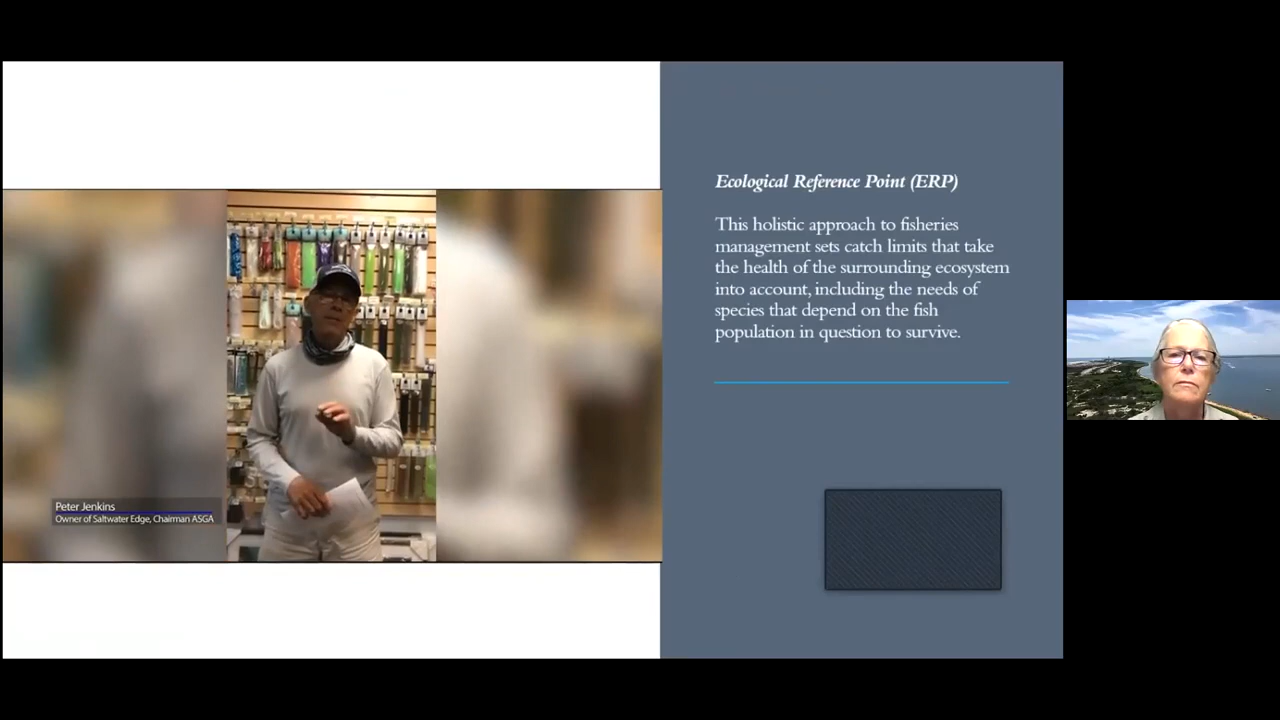 Ecological Reference Point (ERP)
This holistic approach to fisheries
management sets catch limits that take
the health of the surrounding ecosystem
into account, including the needs of
species that depend on the fish
population in question to survive.
Peter Jenkins
Owner of Saltwater Edge, Chairman ASGA